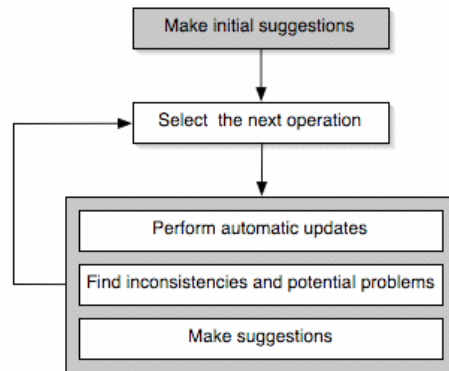 Make initial suggestions
Select the next operation
Perform automatic updates
Find inconsistencies and potential problems
Make suggestions